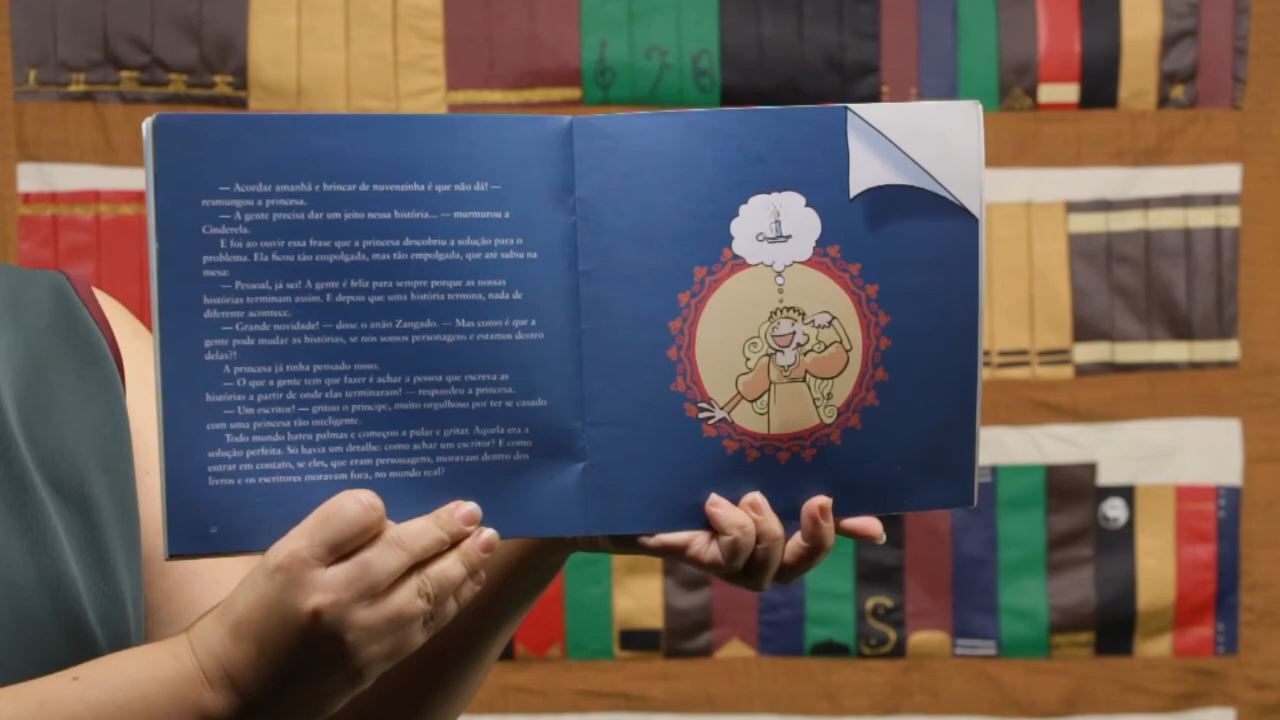 6 7 8
— Acordar amanhã e brincar de nuvenzinha é que não dá! —
resmungou a princesa.
— A gente precisa dar um jeito nessa história... — murmurou a
Cinderela.
E foi ao ouvir essa frase que a princesa descobriu a solução para o
problema. Ela ficou tão empolgada, mas tão empolgada, que até subiu na
mesa:
— Pessoal, já sei! A gente é feliz para sempre porque as nossas
histórias terminam assim. E depois que uma história termina, nada de
diferente acontece.
— Grande novidade! — disse o anão Zangado. — Mas como é que a
gente pode mudar as histórias, se nós somos personagens e estamos dentro
delas?!
A princesa já tinha pensado nisso.
— O que a gente tem que fazer é achar a pessoa que escreva as
histórias a partir de onde elas terminaram! — respondeu a princesa.
— Um escritor! — gritou o príncipe, muito orgulhoso por ter se casado
com uma princesa tão inteligente.
Todo mundo bateu palmas e começou a pular e gritar. Aquela era a
solução perfeita. Só havia um detalhe: como achar um escritor? E como
entrar em contato, se eles, que eram personagens, moravam dentro dos
livros e os escritores moravam fora, no mundo real?
S